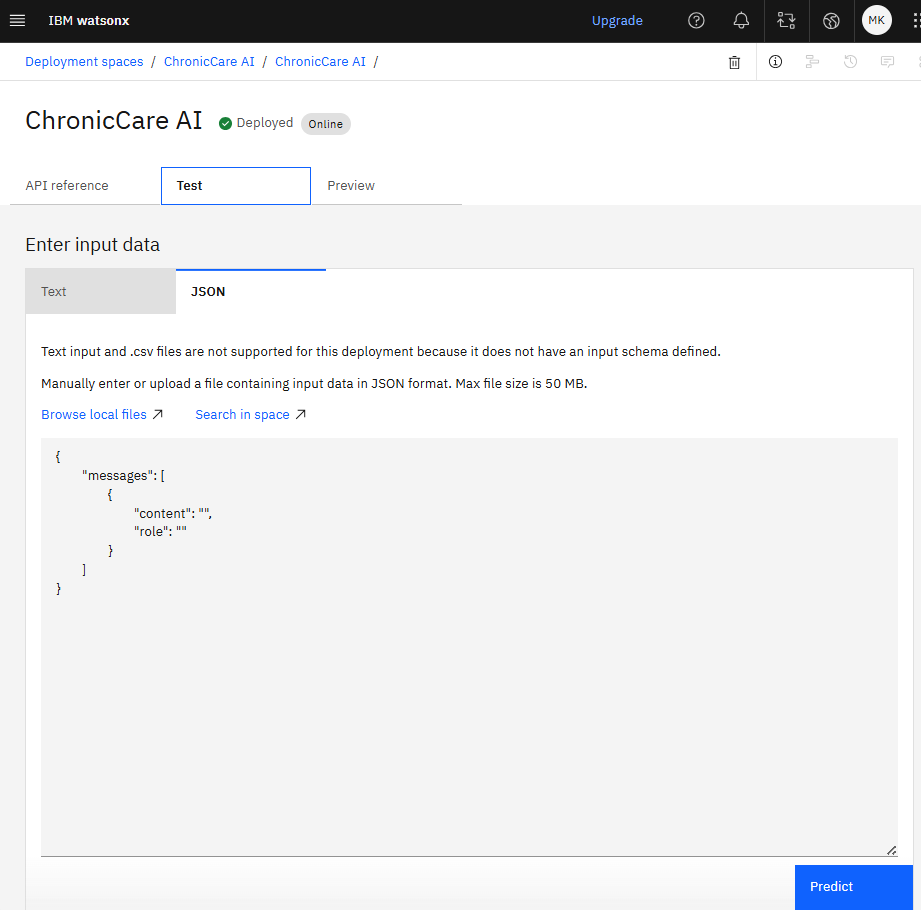 IBM watsonx Upgrade MK
Deployment spaces / ChronicCare AI / ChronicCare AI /
ChronicCare AI Deployed Online
API reference Test Preview
Enter input data
Text JSON
Text input and .csv files are not supported for this deployment because it does not have an input schema defined.
Manually enter or upload a file containing input data in JSON format. Max file size is 50 MB.
Browse local files Search in space
{
"messages": [
{
"content": "",
"role": ""
}
]
}
Predict